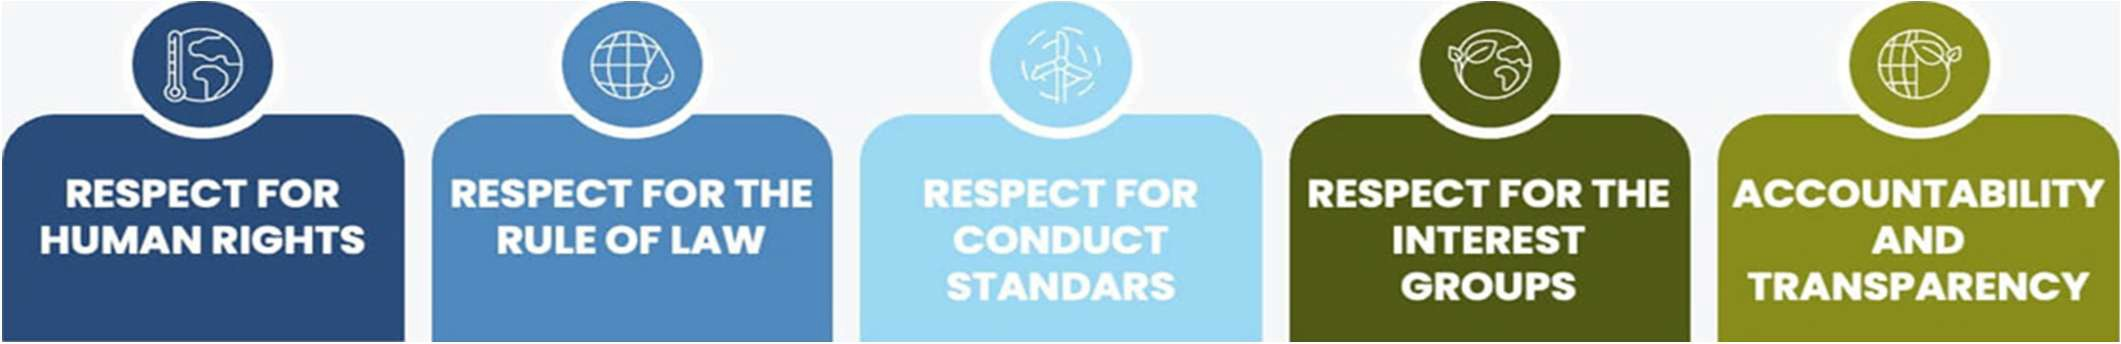 RESPECT FOR
HUMAN RIGHTS
RESPECT FOR THE
RULE OF LAW
RESPECT FOR
CONDUCT
STANDARS
RESPECT FOR THE
INTEREST
GROUPS
ACCOUNTABILITY
AND
TRANSPARENCY